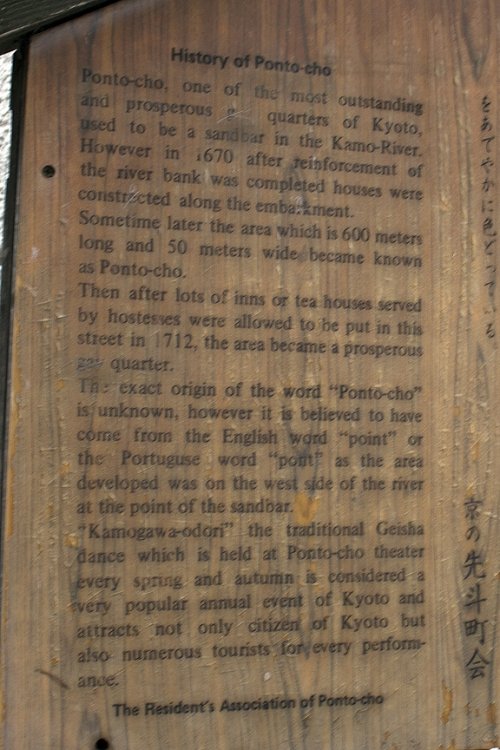 History of Ponto-cho
Ponto-cho, one of the most outstanding
and prosperous quarters of Kyoto,
used to be a sandbar in the Kamo-River.
However in 1670 after reinforcement of
the river bank was completed houses were
constructed along the embankment.
Sometime later the area which is 600 meters
long and 50 meters wide became known
as Ponto-cho.
Then after lots of inns or tea houses served
by hostesses were allowed to be put in this
street in 1712, the area became a prosperous
gay quarter.
The exact origin of the word "Ponto-cho"
is unknown, however it is believed to have
come from the English word "point" or
the Portuguse word "pont" as the area
developed was on the west side of the river
at the point of the sandbar.
"Kamogawa-odori" the traditional Geisha
dance which is held at Ponto-cho theater
every spring and autumn is considered a
very popular annual event of Kyoto and
attracts not only citizen of Kyoto but
also numerous tourists for every perform-
ance.
The Resident's Association of Ponto-cho
をあでやかに色どっている
京の先斗町会